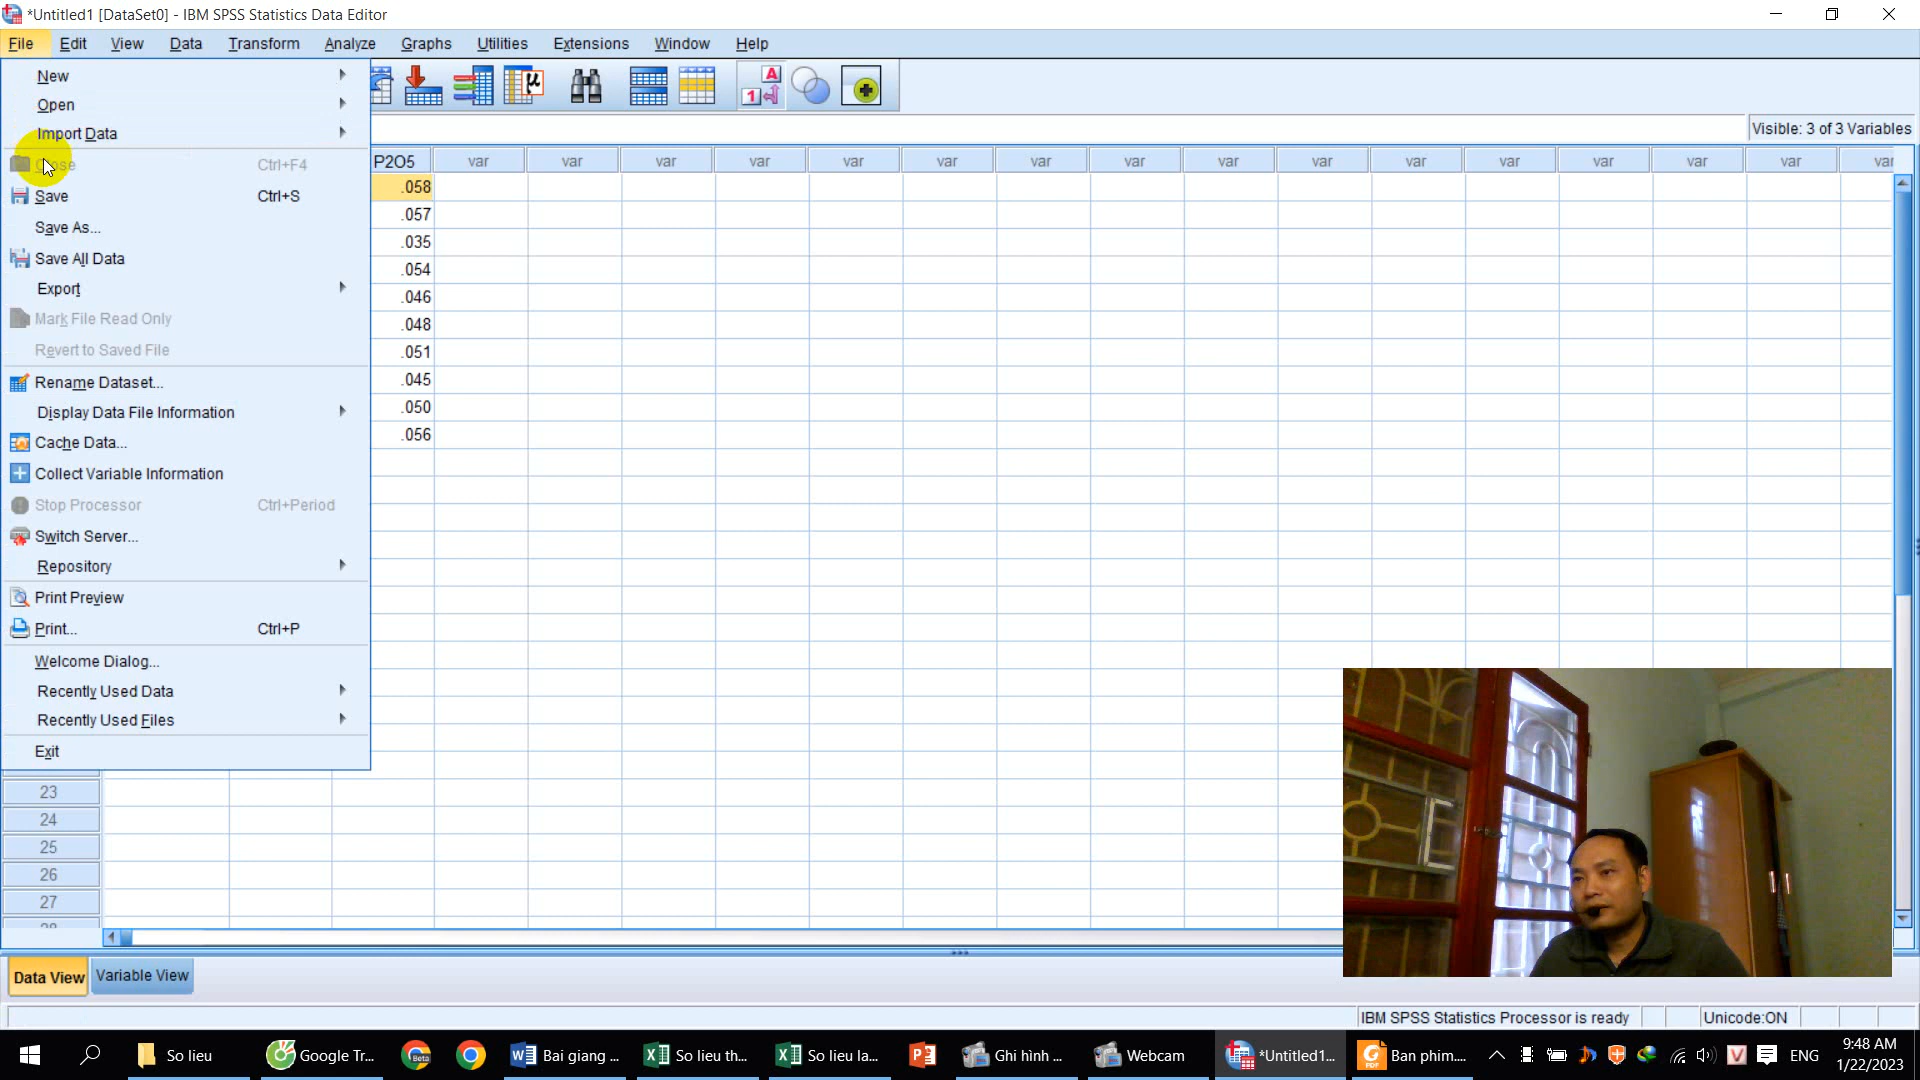 *Untitled1 [DataSet0] - IBM SPSS Statistics Data Editor
File Edit View Data Transform Analyze Graphs Utilities Extensions Window Help
New
Open
Import Data
Visible: 3 of 3 Variables
Close Ctrl+F4
P2O5 var var var var var var var var var var var var var var var var
Save Ctrl+S
.058
.057
Save As...
.035
Save All Data
.054
Export
.046
Mark File Read Only
.048
Revert to Saved File
.051
Rename Dataset...
.045
Display Data File Information
.050
Cache Data...
.056
Collect Variable Information
Stop Processor Ctrl+Period
Switch Server...
Repository
Print Preview
Print... Ctrl+P
Welcome Dialog...
Recently Used Data
Recently Used Files
Exit
23
24
25
26
27
28
Data View Variable View
IBM SPSS Statistics Processor is ready Unicode:ON
So lieu Google Tr... Bai giang ... So lieu th... So lieu la... Ghi hình ... Webcam *Untitled1... Ban phim.... ENG
9:48 AM
1/22/2023